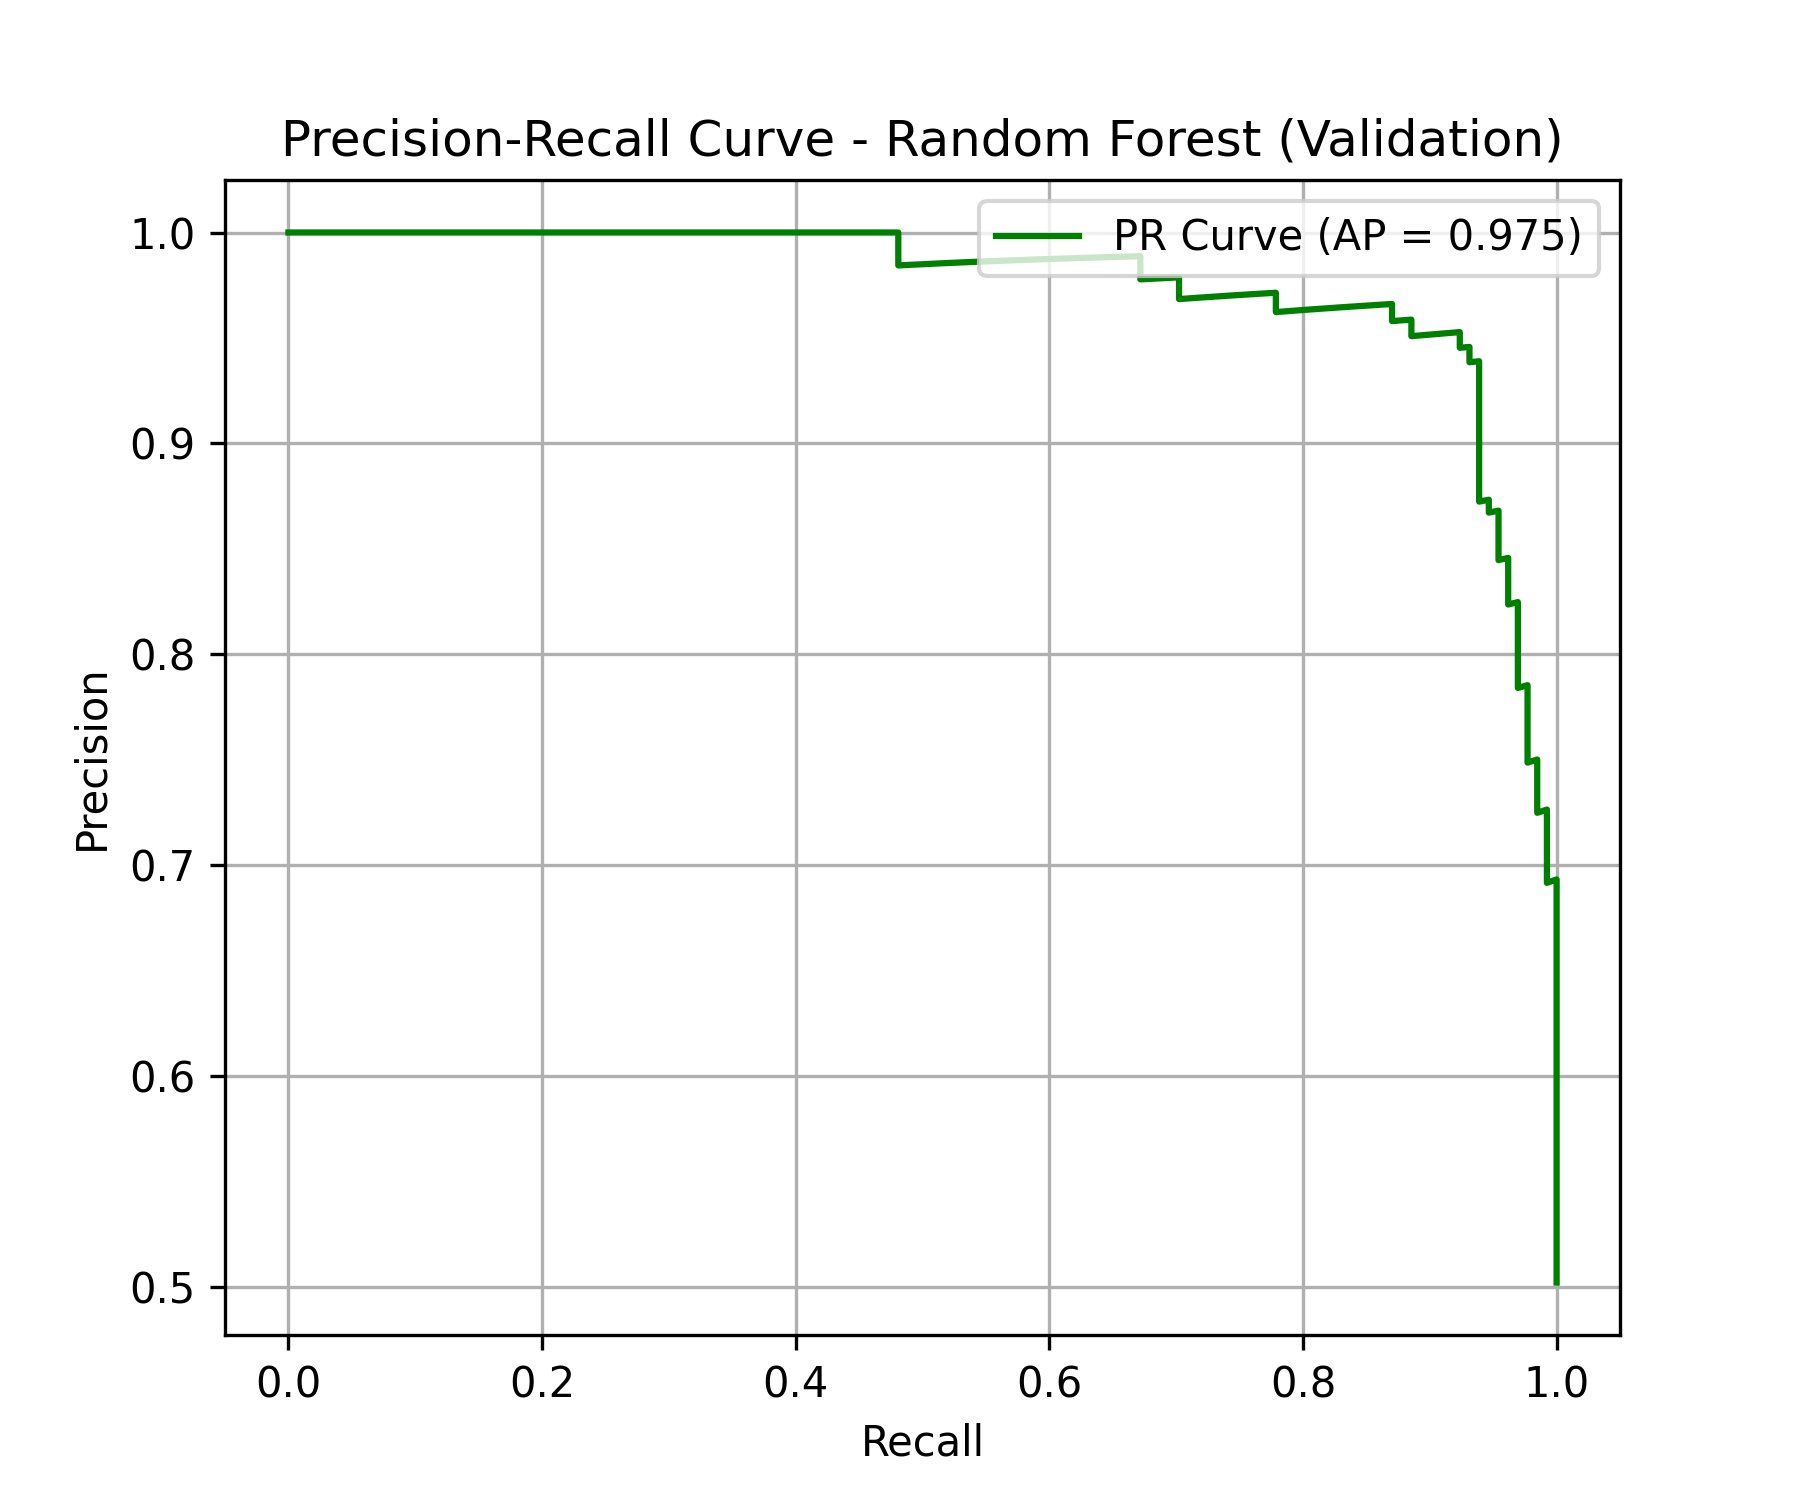 Precision-Recall Curve - Random Forest (Validation)
PR Curve (AP = 0.975)
1.0
0.9
0.8
0.7
0.6
0.5
Precision
0.0 0.2 0.4 0.6 0.8 1.0
Recall